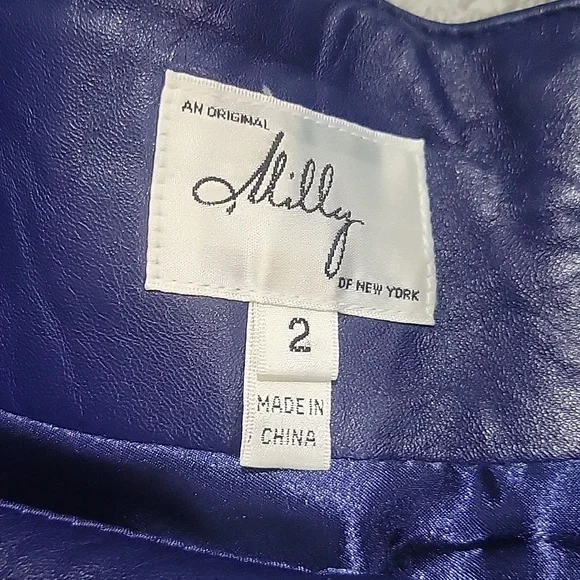 AN ORIGINAL
Milly
OF NEW YORK
2
MADE IN
CHINA